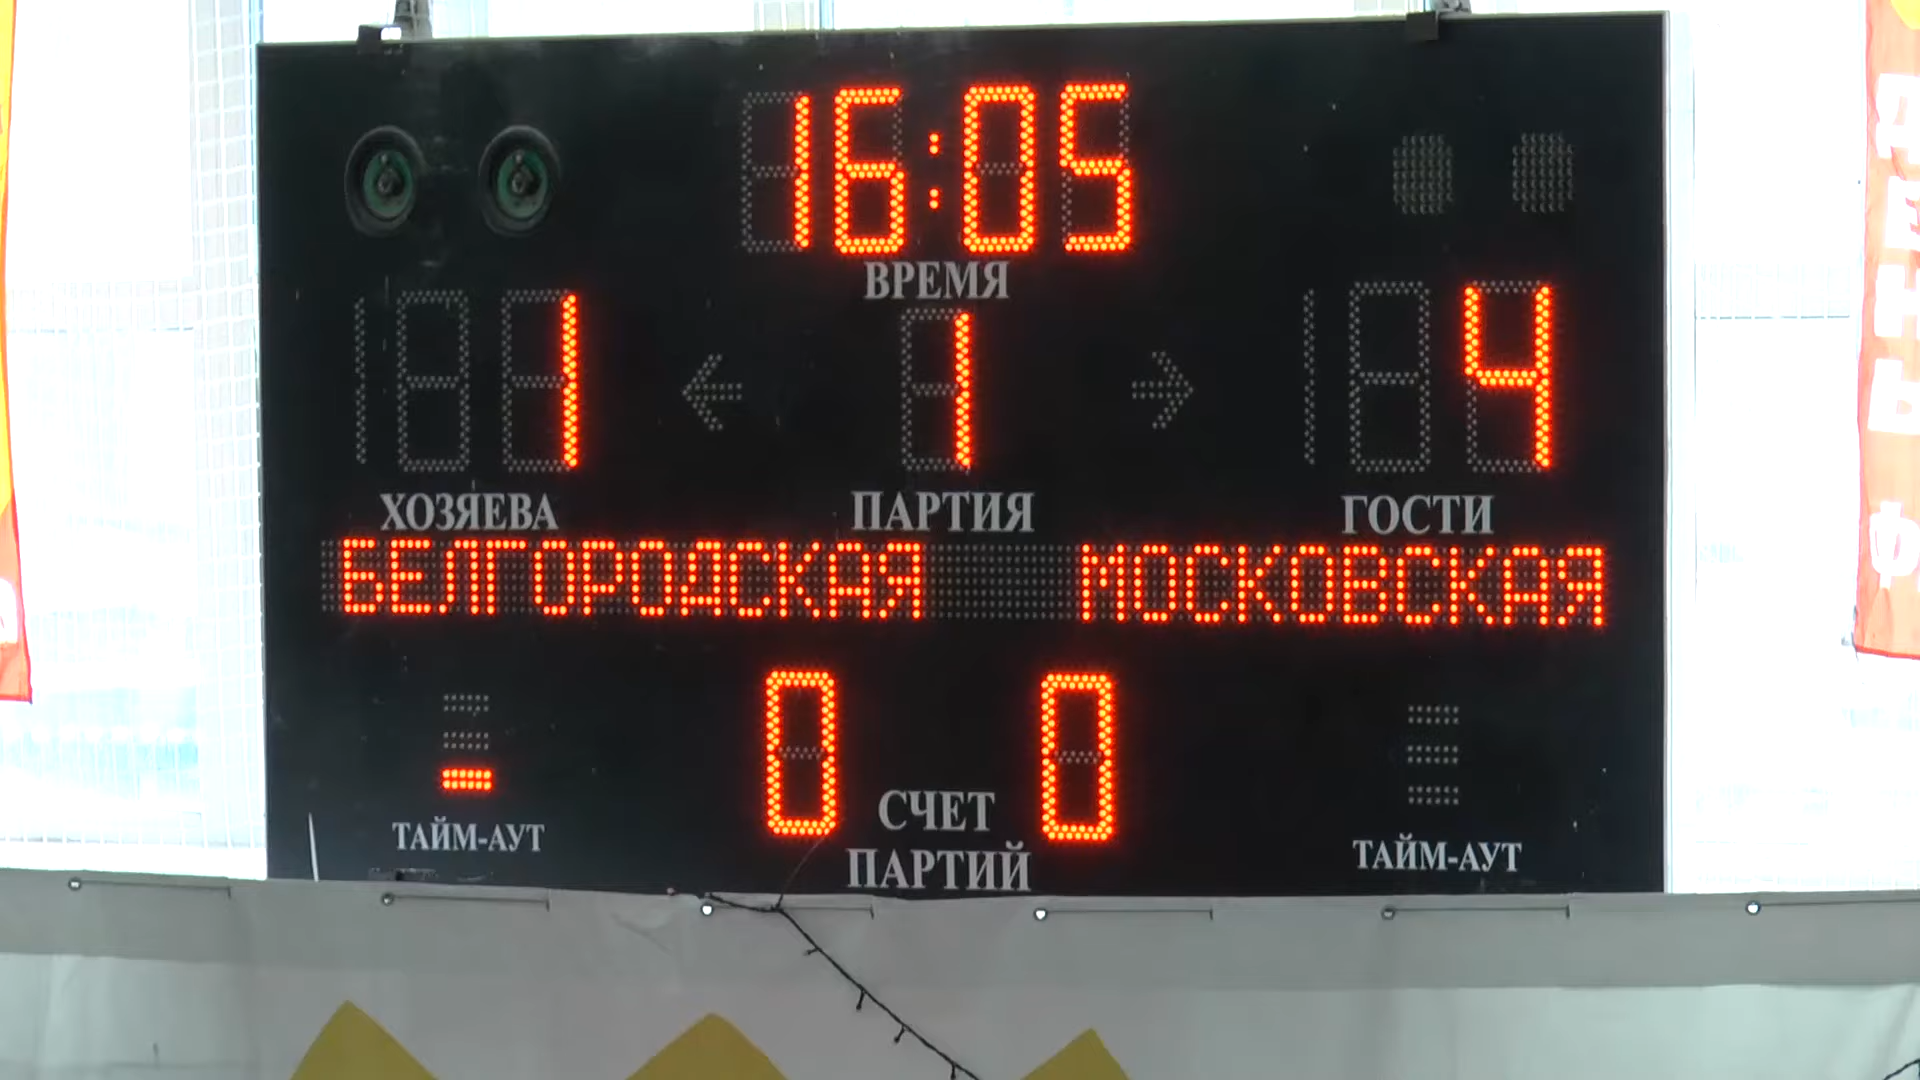 16:05
ВРЕМЯ
1 1 4
ХОЗЯЕВА ПАРТИЯ ГОСТИ
БЕЛГОРОДСКАЯ МОСКОВСКАЯ
0 0
ТАЙМ-АУТ СЧЕТ ПАРТИЙ ТАЙМ-АУТ
ДЕНЬ Ф